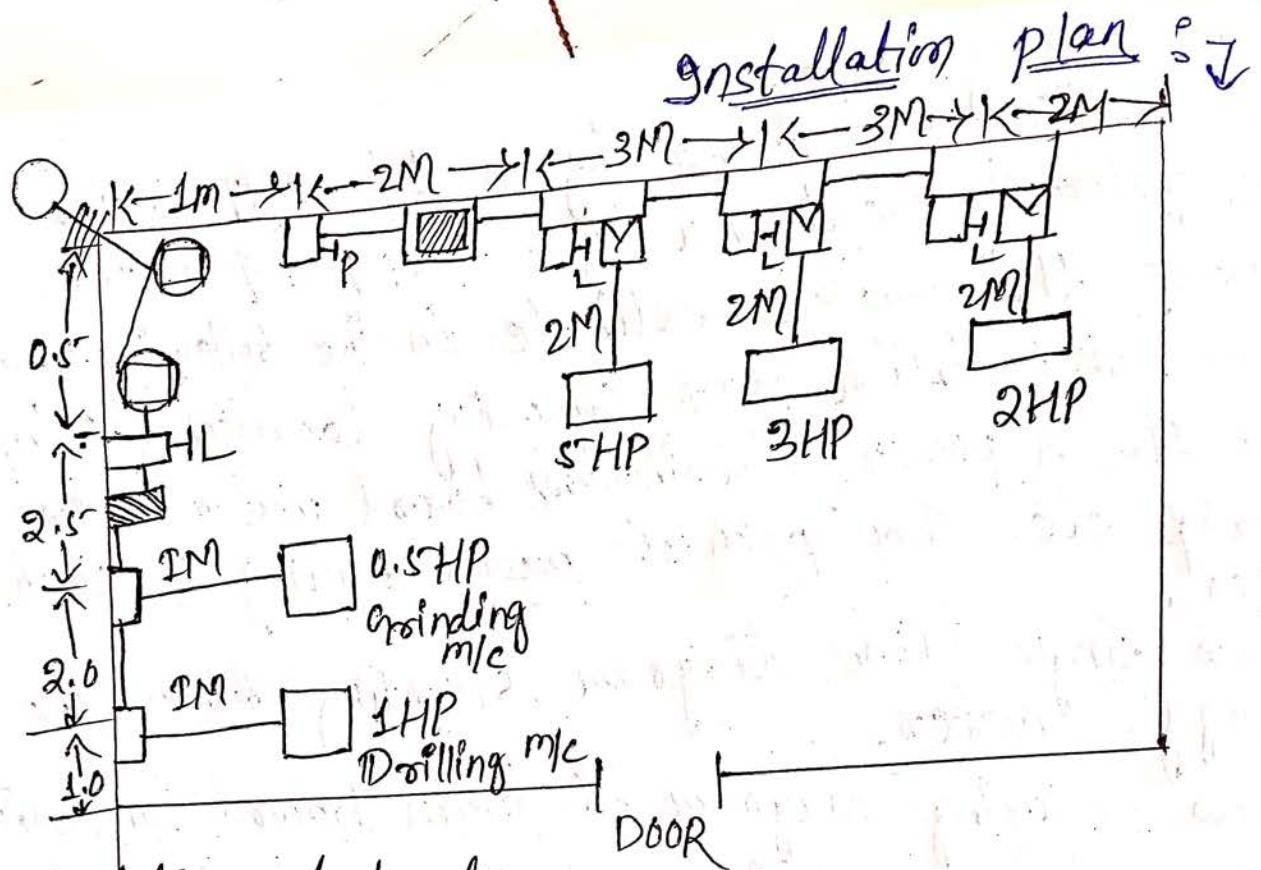 Installation plan :
1m 2M 3M 3M 2M
P L L L
2M 2M 2M
0.5
5HP 3HP 2HP
HL
2.5
1M 0.5HP
Grinding
m/c
2.0
1M 1HP
Drilling m/c
1.0
DOOR